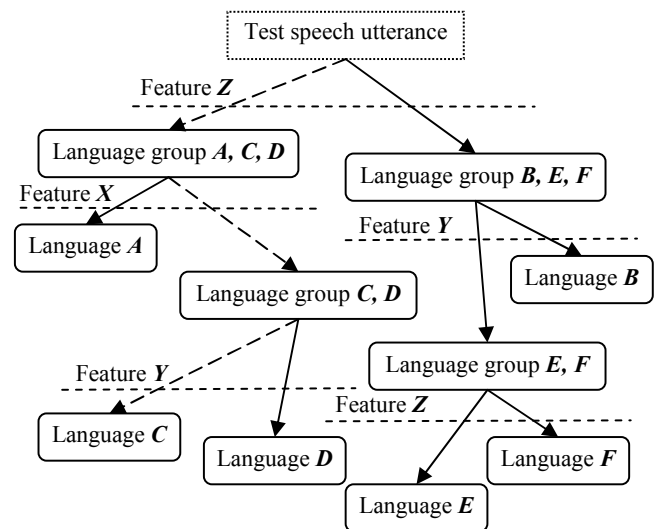 Test speech utterance
Feature Z
Language group A, C, D
Language group B, E, F
Feature X
Feature Y
Language A
Language B
Language group C, D
Language group E, F
Feature Y
Feature Z
Language C
Language D
Language F
Language E